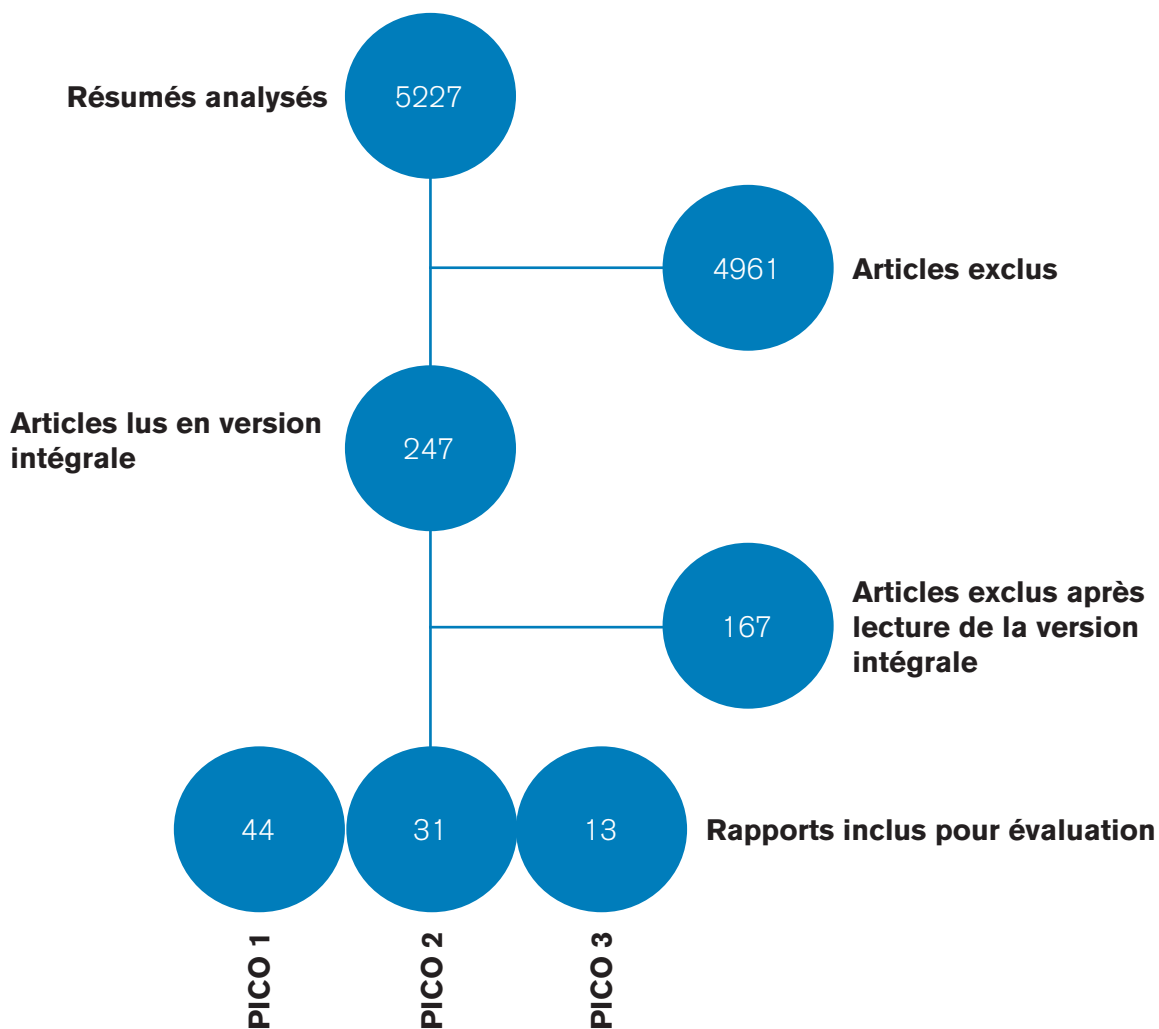 Résumés analysés
5227
4961
Articles exclus
Articles lus en version
intégrale
247
167
Articles exclus après
lecture de la version
intégrale
44
31
13
Rapports inclus pour évaluation
PICO 1
PICO 2
PICO 3